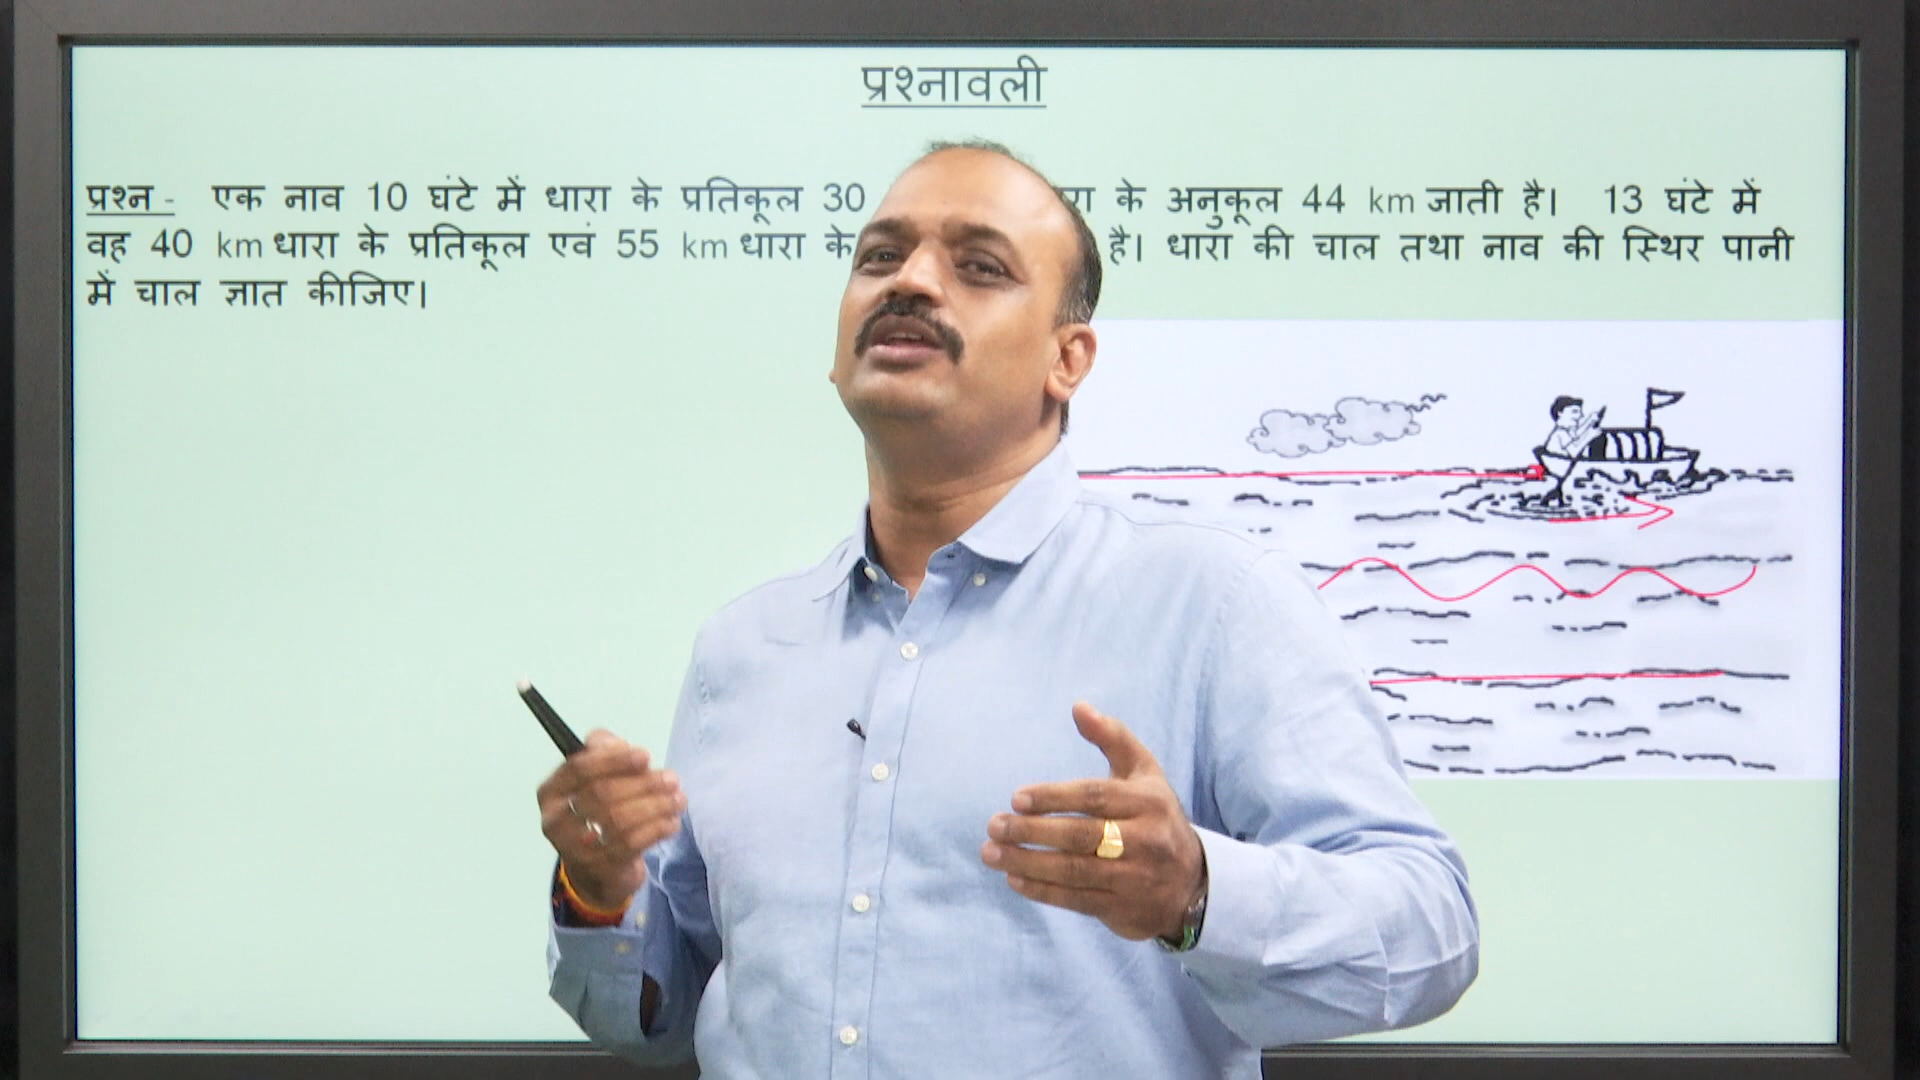 प्रश्नावली
प्रश्न - एक नाव 10 घंटे में धारा के प्रतिकूल 30 के अनुकूल 44 km जाती है। 13 घंटे में
वह 40 km धारा के प्रतिकूल एवं 55 km धारा के है। धारा की चाल तथा नाव की स्थिर पानी
में चाल ज्ञात कीजिए।